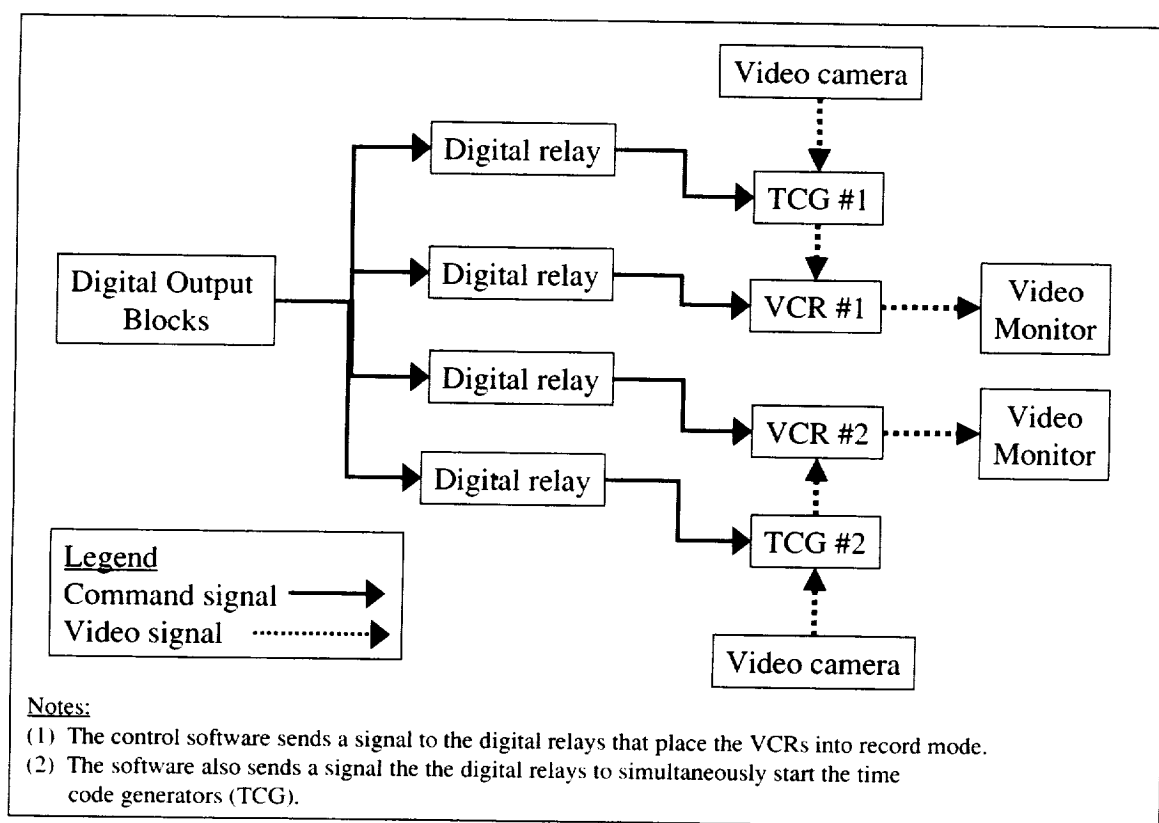 Video camera
Digital relay
TCG #1
Digital relay
Digital Output
Blocks
VCR #1
Video
Monitor
Digital relay
VCR #2
Video
Monitor
Digital relay
TCG #2
Legend
Command signal
Video signal
Video camera
Notes:
(1) The control software sends a signal to the digital relays that place the VCRs into record mode.
(2) The software also sends a signal the the digital relays to simultaneously start the time
code generators (TCG).